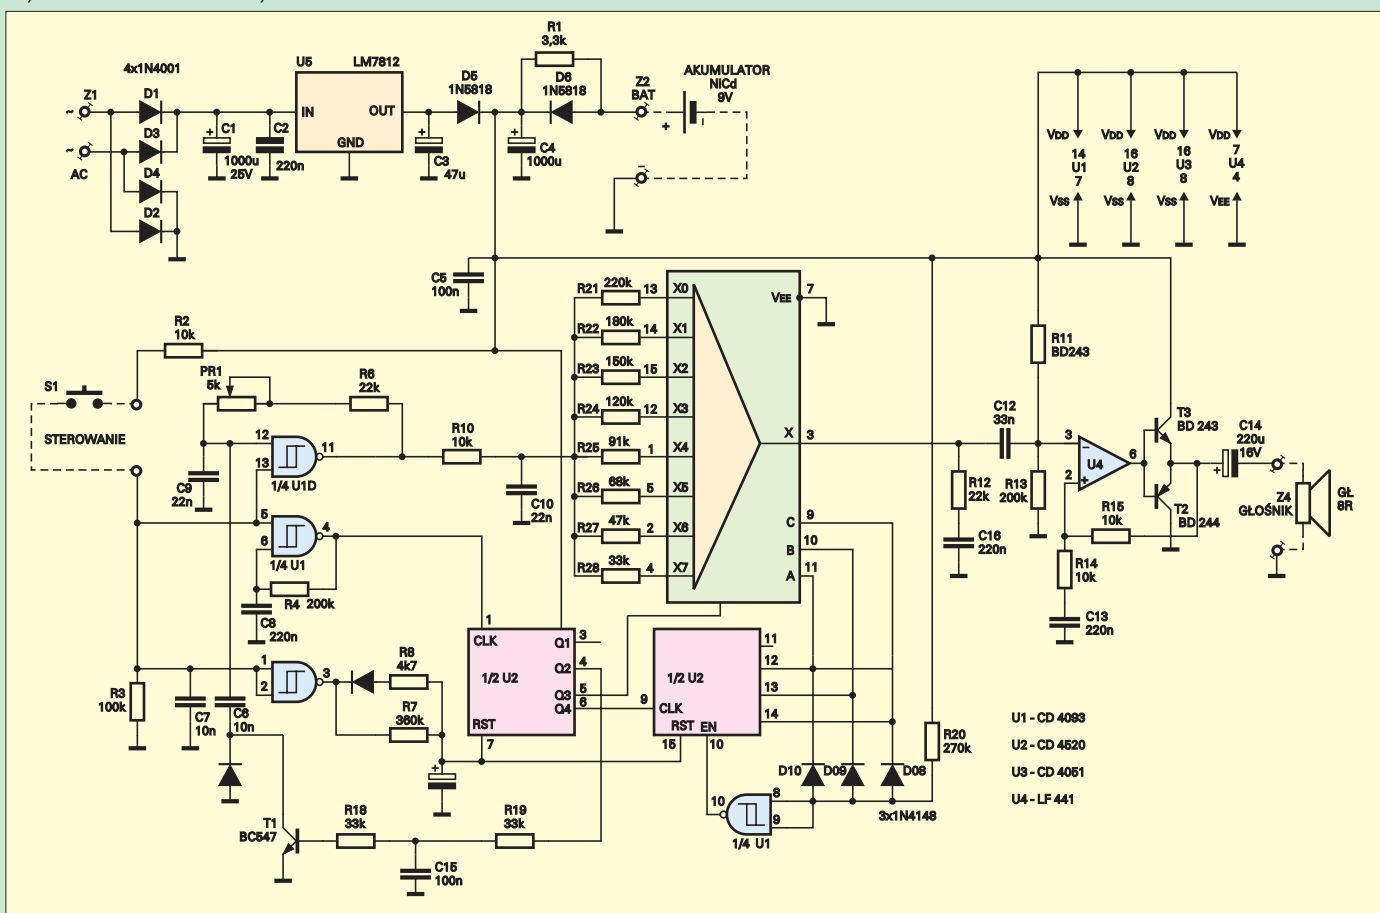 4x1N4001
~
Z1
D1
D3
~
AC
D4
D2
+
C1
1000u
25V
C2
220n
U5
LM7812
IN
OUT
GND
+
C3
47u
D5
1N5818
R1
3,3k
D6
1N5818
+
C4
1000u
Z2
BAT
AKUMULATOR
NiCd
9V
+
VDD
14
U1
7
VSS
VDD
16
U2
8
VSS
VDD
16
U3
8
VSS
VDD
7
U4
4
VEE
C5
100n
R2
10k
S1
STEROWANIE
PR1
5k
R6
22k
12
13
11
1/4 U1D
C9
22n
R10
10k
C10
22n
5
6
4
1/4 U1
R4 200k
C8
220n
1
2
3
R3
100k
C7
10n
C6
10n
R8
4k7
R7
360k
+
R21 220k 13 X0
R22 180k 14 X1
R23 150k 15 X2
R24 120k 12 X3
R25 91k 1 X4
R26 68k 5 X5
R27 47k 2 X6
R28 33k 4 X7
VEE 7
X 3
C 9
B 10
A 11
1
CLK
1/2 U2
RST
7
Q1 3
Q2 4
Q3 5
Q4 6
9
CLK
1/2 U2
RST EN
15 10
11
12
13
14
D10
D09
D08
3x1N4148
R20
270k
10
8
9
1/4 U1
T1
BC547
R18
33k
R19
33k
C15
100n
R11
BD243
C12
33n
R12
22k
C16
220n
R13
200k
3
2
-
+
U4
6
R14
10k
C13
220n
R15
10k
T3
BD 243
T2
BD 244
C14
220u
16V
+
Z4
GŁOŚNIK
GŁ
8R
U1 - CD 4093
U2 - CD 4520
U3 - CD 4051
U4 - LF 441